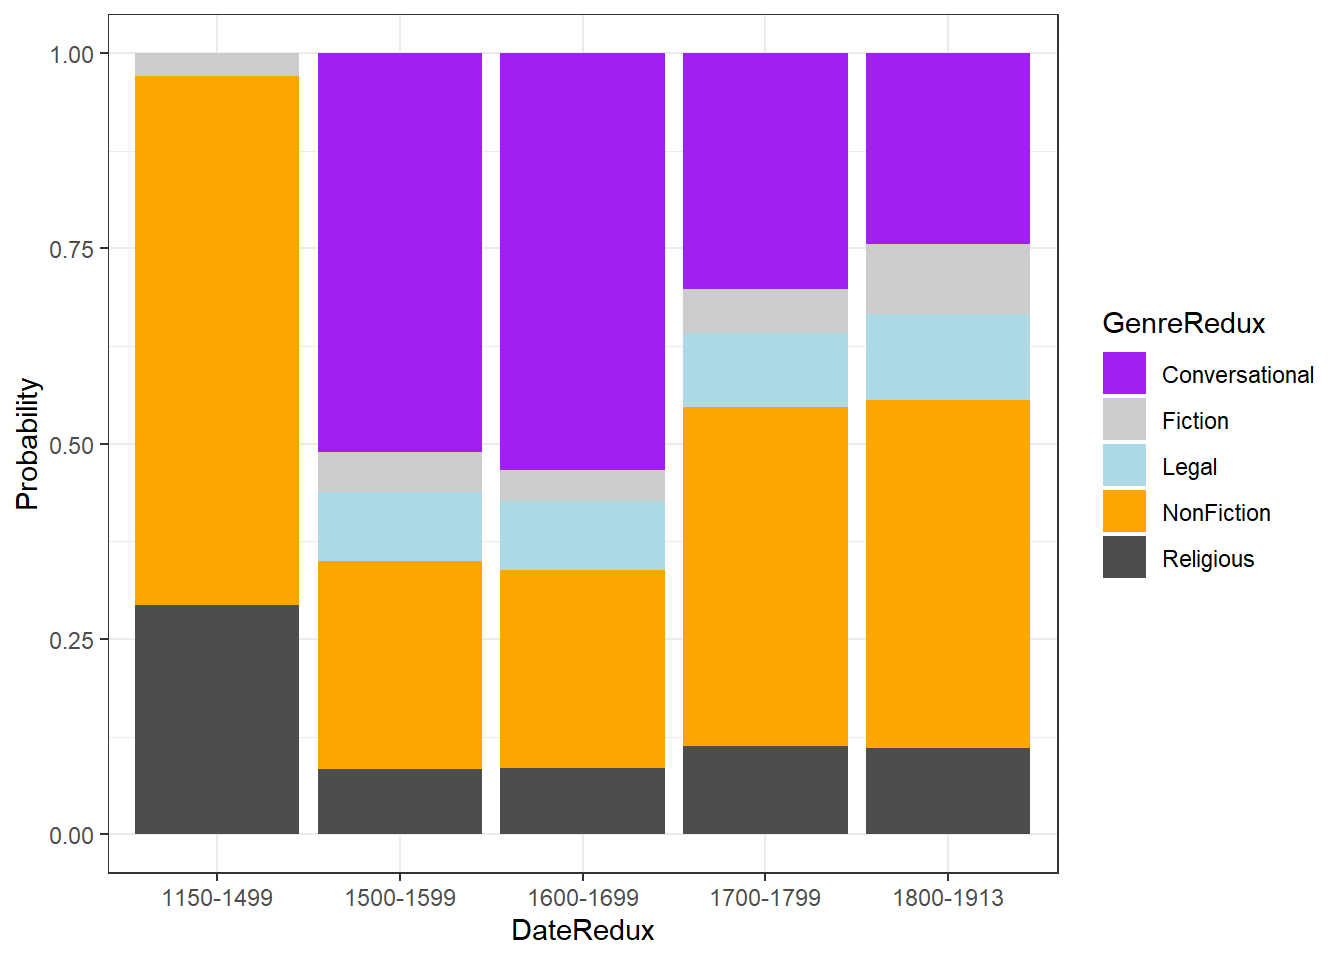 1.00
0.75
0.50
0.25
0.00
Probability
1150-1499
1500-1599
1600-1699
1700-1799
1800-1913
DateRedux
GenreRedux
Conversational
Fiction
Legal
NonFiction
Religious